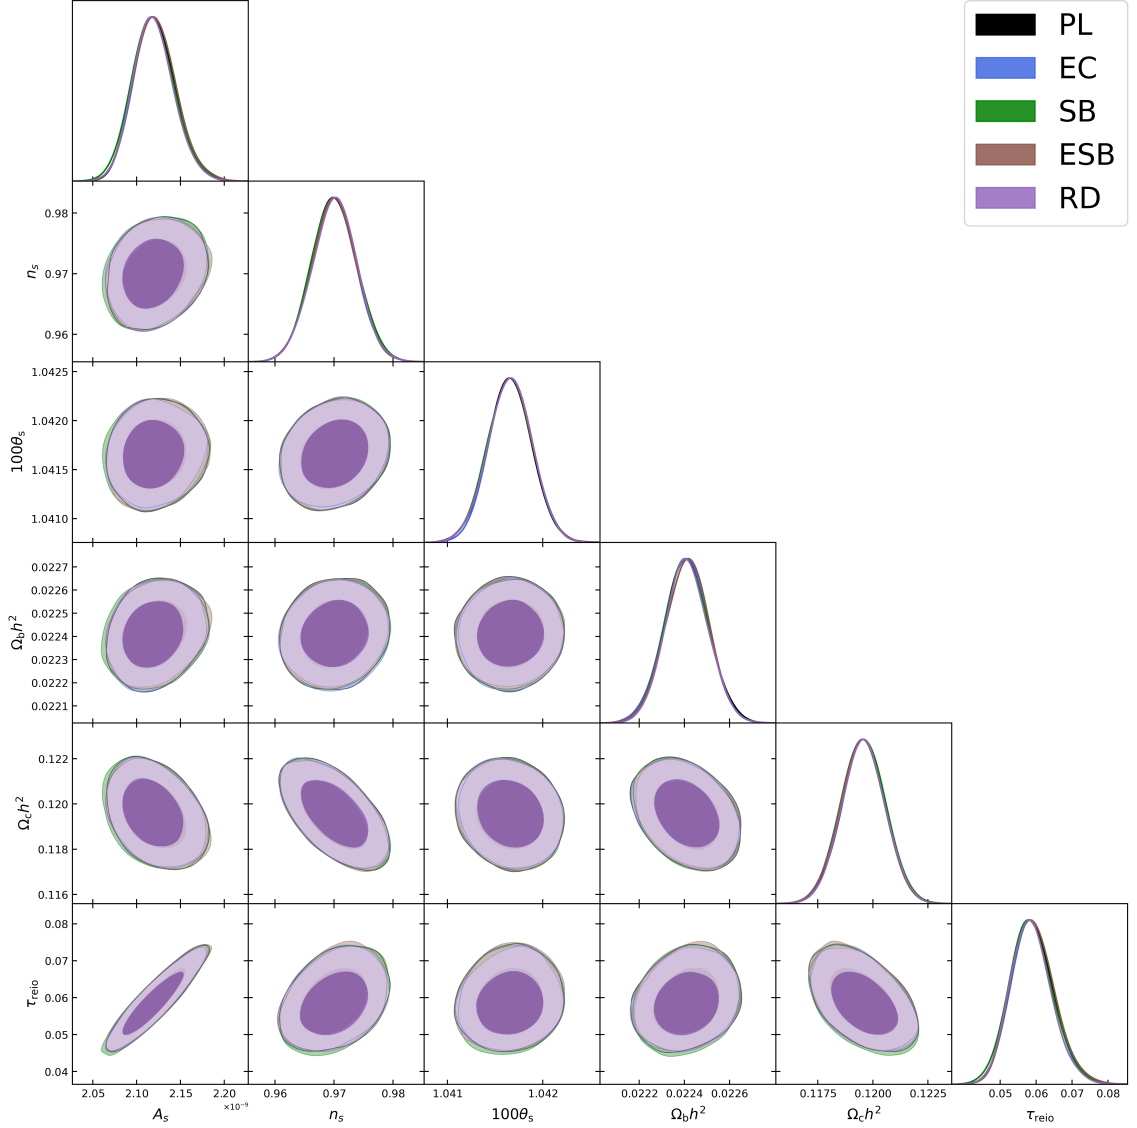 PL
EC
SB
ESB
RD
n_s
0.98
0.97
0.96
100θ_s
1.0425
1.0420
1.0415
1.0410
Ω_b h²
0.0227
0.0226
0.0225
0.0224
0.0223
0.0222
0.0221
Ω_c h²
0.122
0.120
0.118
0.116
τ_reio
0.08
0.07
0.06
0.05
0.04
2.05 2.10 2.15 2.20
×10⁻⁹
A_s
0.96 0.97 0.98
n_s
1.041 1.042
100θ_s
0.0222 0.0224 0.0226
Ω_b h²
0.1175 0.1200 0.1225
Ω_c h²
0.05 0.06 0.07 0.08
τ_reio